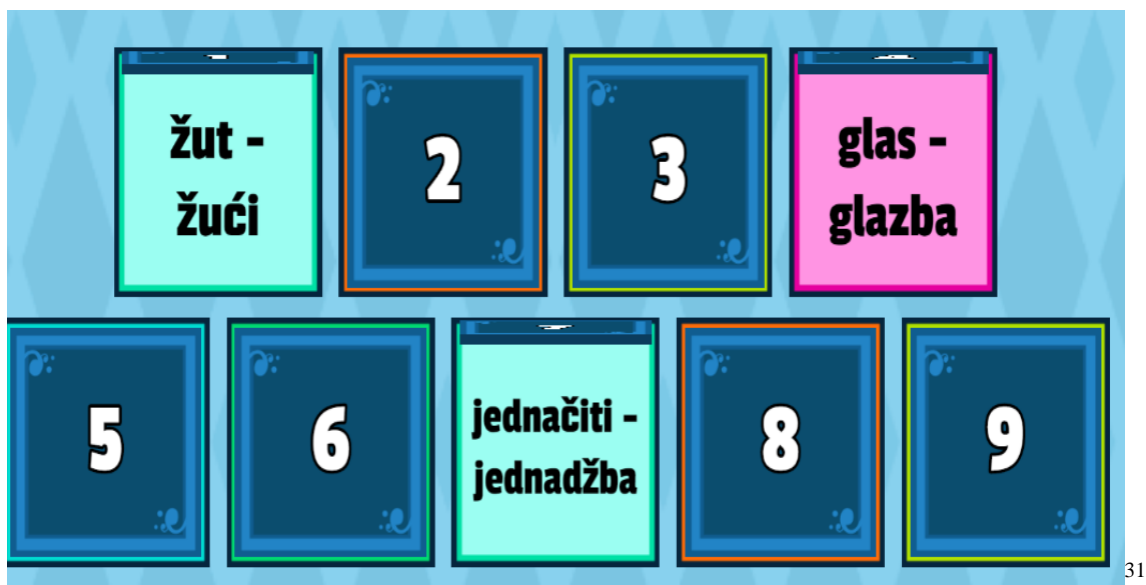 žut -
žući
2
3
glas -
glazba
5
6
jednačiti -
jednadžba
8
9
31